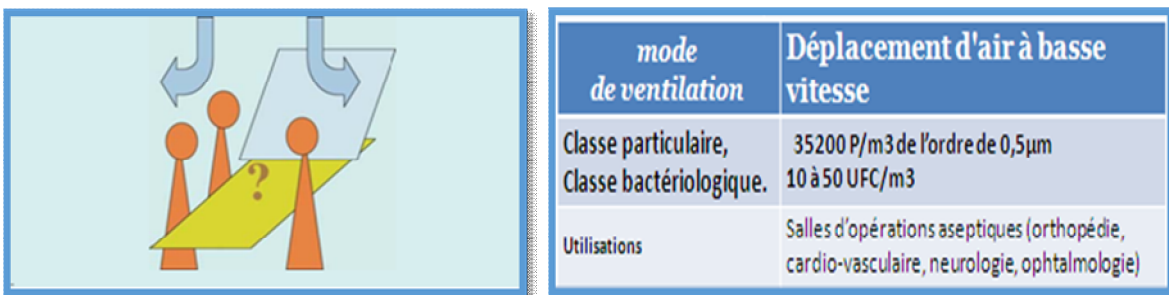 ?
mode
de ventilation
Déplacement d'air à basse
vitesse
Classe particulaire,
Classe bactériologique.
35200 P/m3 de l'ordre de 0,5µm
10 à 50 UFC/m3
Utilisations
Salles d'opérations aseptiques (orthopédie,
cardio-vasculaire, neurologie, ophtalmologie)